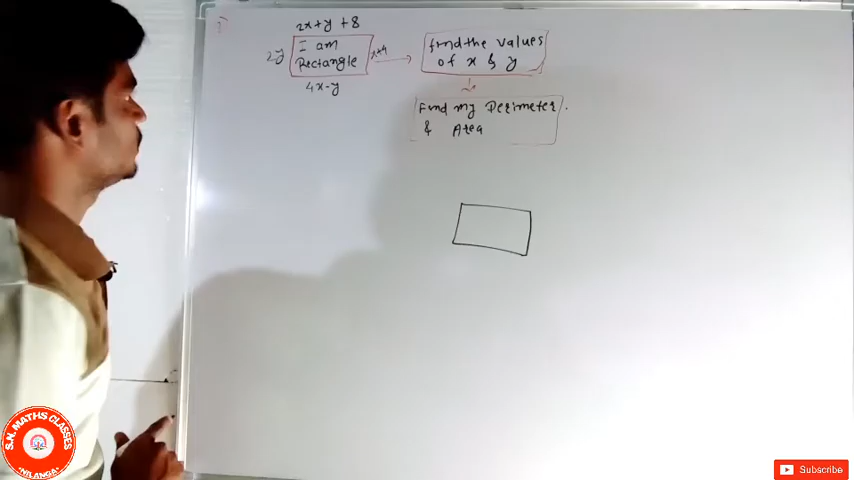 2x+y +8
2y
I am
Rectangle
x+4
4x-y
find the values
of x & y
Find my Perimeter.
& Area
S.N. MATHS CLASSES
NILANGA
Subscribe